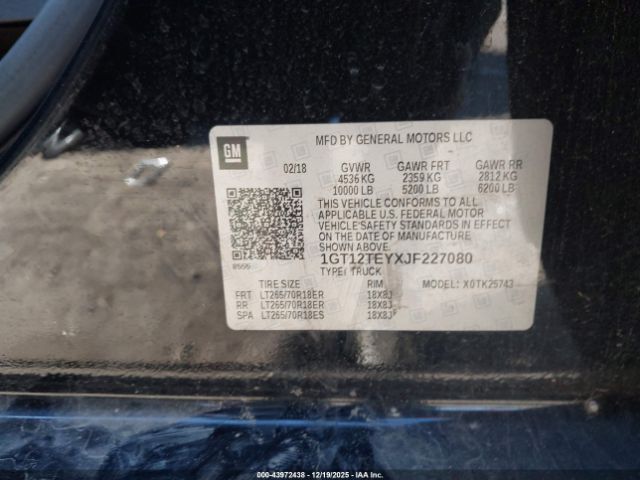 GM
MFD BY GENERAL MOTORS LLC
02/18 GVWR GAWR FRT GAWR RR
4536 KG 2359 KG 2812 KG
10000 LB 5200 LB 6200 LB
THIS VEHICLE CONFORMS TO ALL
APPLICABLE U.S. FEDERAL MOTOR
VEHICLE SAFETY STANDARDS IN EFFECT
ON THE DATE OF MANUFACTURE
SHOWN ABOVE.
1GT12TEYXJF227080
TYPE: TRUCK MODEL: X0TK25743
TIRE SIZE RIM
FRT LT265/70R18ER 18X8J
RR LT265/70R18ER 18X8J
SPA LT265/70R18ES 18X8J
000-43972438 - 12/19/2025 - IAA Inc.